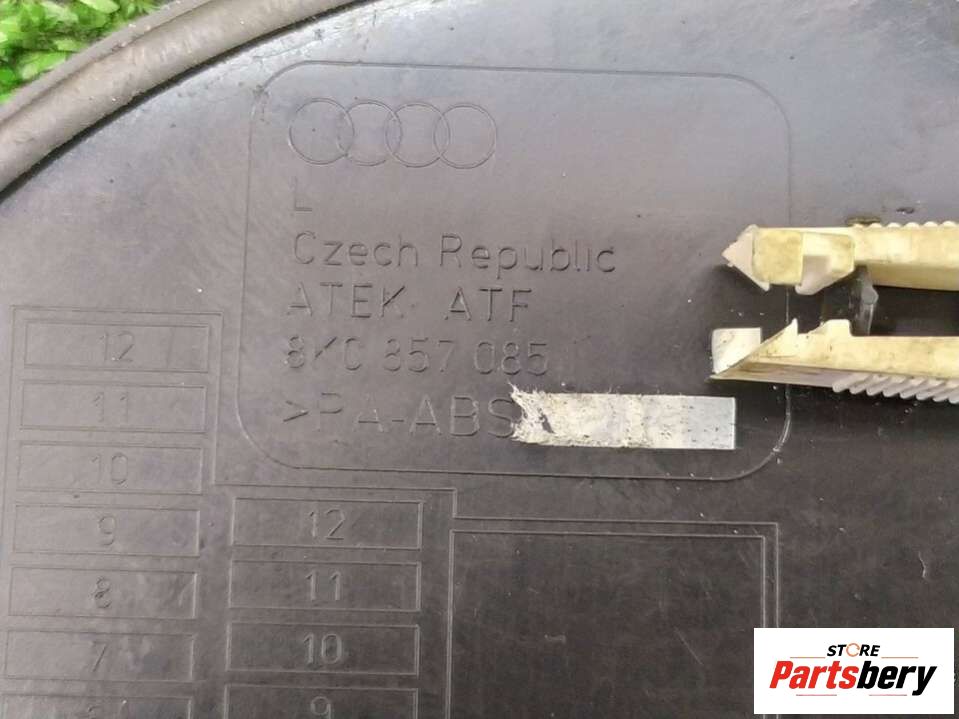 L
Czech Republic
ATEK ATF
8K0 857 085
>PA-ABS
12
11
10
9
8
7
12
11
10
9
STORE
Partsbery